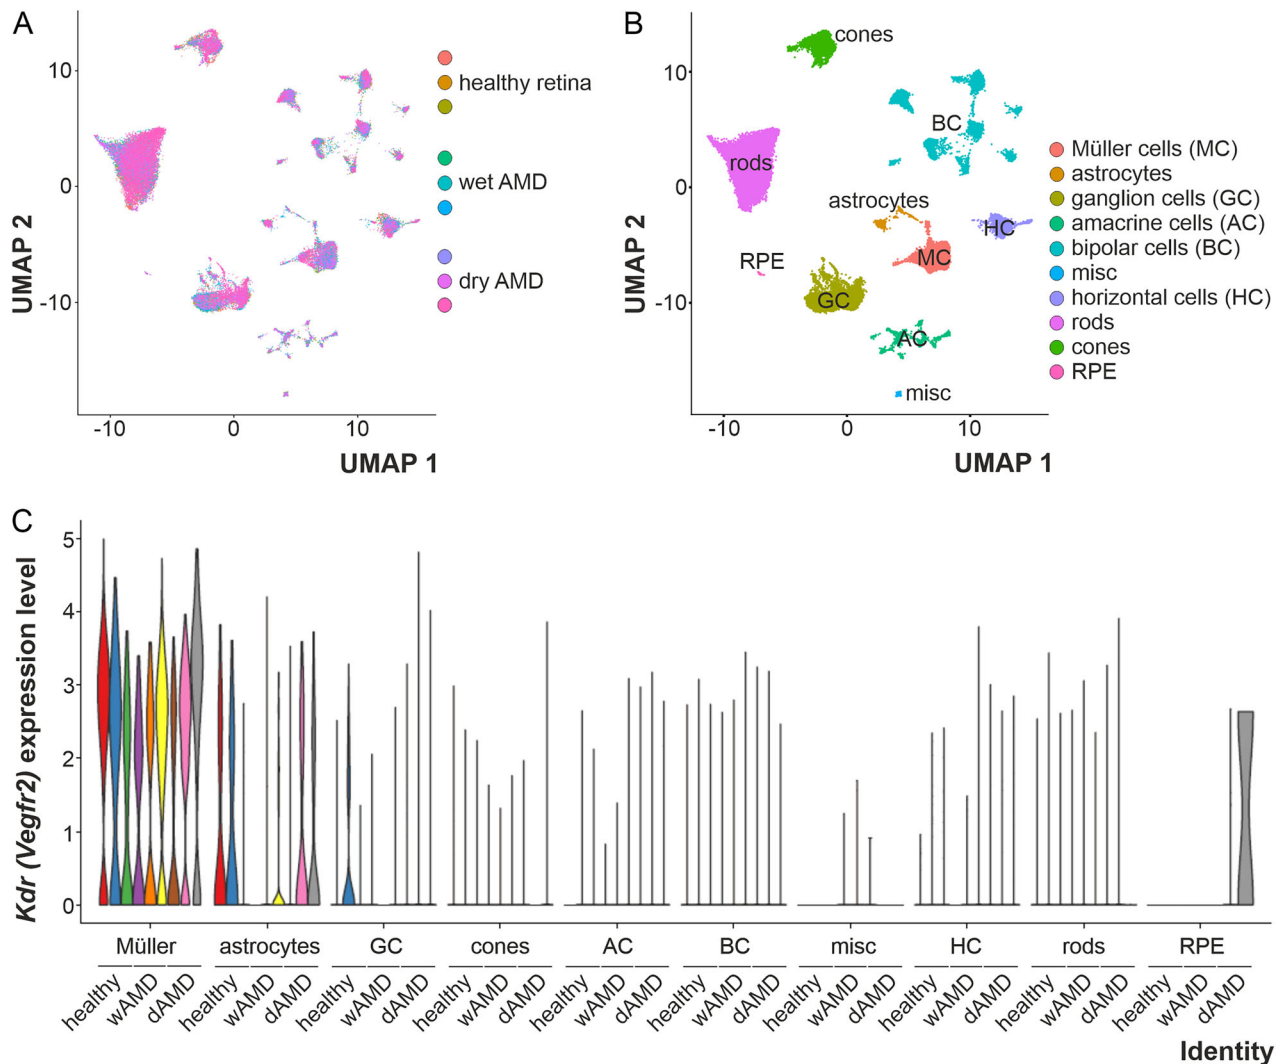 A
10
0
-10
UMAP 2
-10
0
10
UMAP 1
healthy retina
wet AMD
dry AMD
B
10
0
-10
-10
0
10
UMAP 1
cones
BC
rods
astrocytes
HC
MC
RPE
GC
AC
misc
Müller cells (MC)
astrocytes
ganglion cells (GC)
amacrine cells (AC)
bipolar cells (BC)
misc
horizontal cells (HC)
rods
cones
RPE
UMAP 2
C
Kdr (Vegfr2) expression level
5
4
3
2
1
0
Müller astrocytes GC cones AC BC misc HC rods RPE
healthy wAMD dAMD healthy wAMD dAMD healthy wAMD dAMD healthy wAMD dAMD healthy wAMD dAMD healthy wAMD dAMD healthy wAMD dAMD healthy wAMD dAMD healthy wAMD dAMD healthy wAMD dAMD
Identity